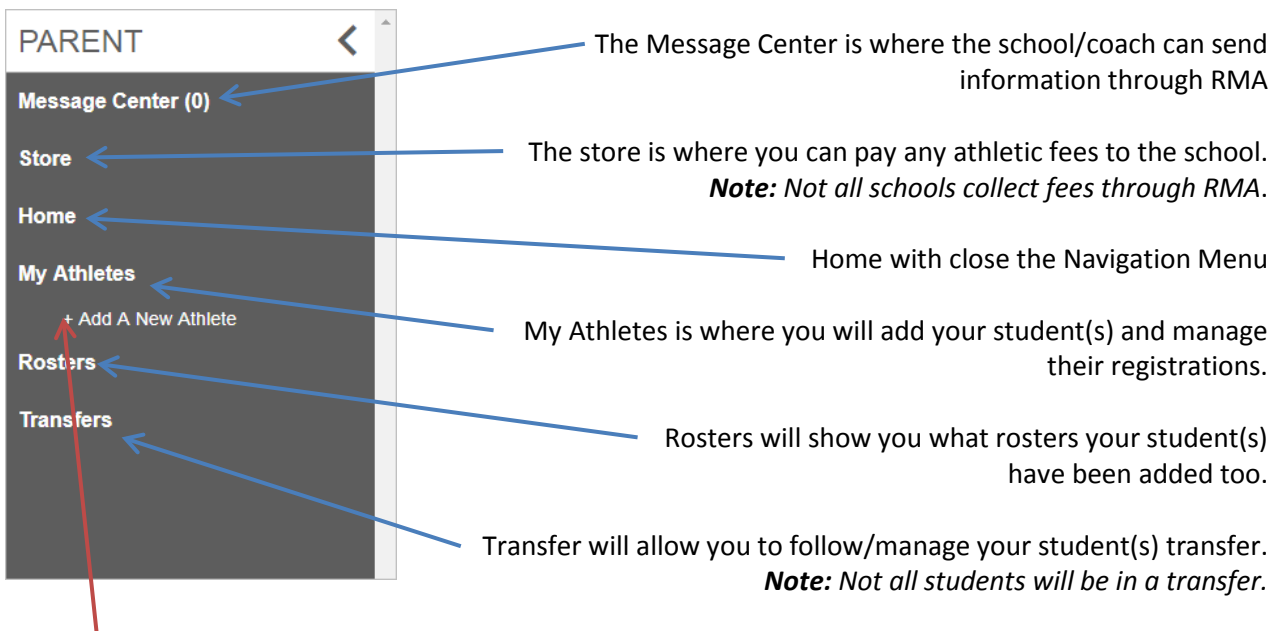 PARENT
Message Center (0)
Store
Home
My Athletes
+ Add A New Athlete
Rosters
Transfers
The Message Center is where the school/coach can send
information through RMA
The store is where you can pay any athletic fees to the school.
Note: Not all schools collect fees through RMA.
Home with close the Navigation Menu
My Athletes is where you will add your student(s) and manage
their registrations.
Rosters will show you what rosters your student(s)
have been added too.
Transfer will allow you to follow/manage your student(s) transfer.
Note: Not all students will be in a transfer.